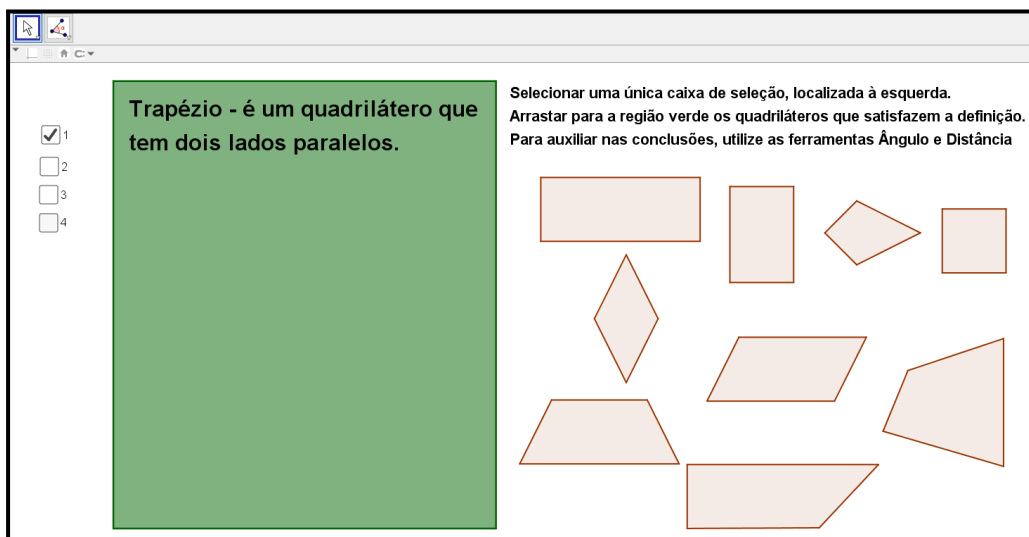 Trapézio - é um quadrilátero que
tem dois lados paralelos.
1
2
3
4
Selecionar uma única caixa de seleção, localizada à esquerda.
Arrastar para a região verde os quadriláteros que satisfazem a definição.
Para auxiliar nas conclusões, utilize as ferramentas Ângulo e Distância